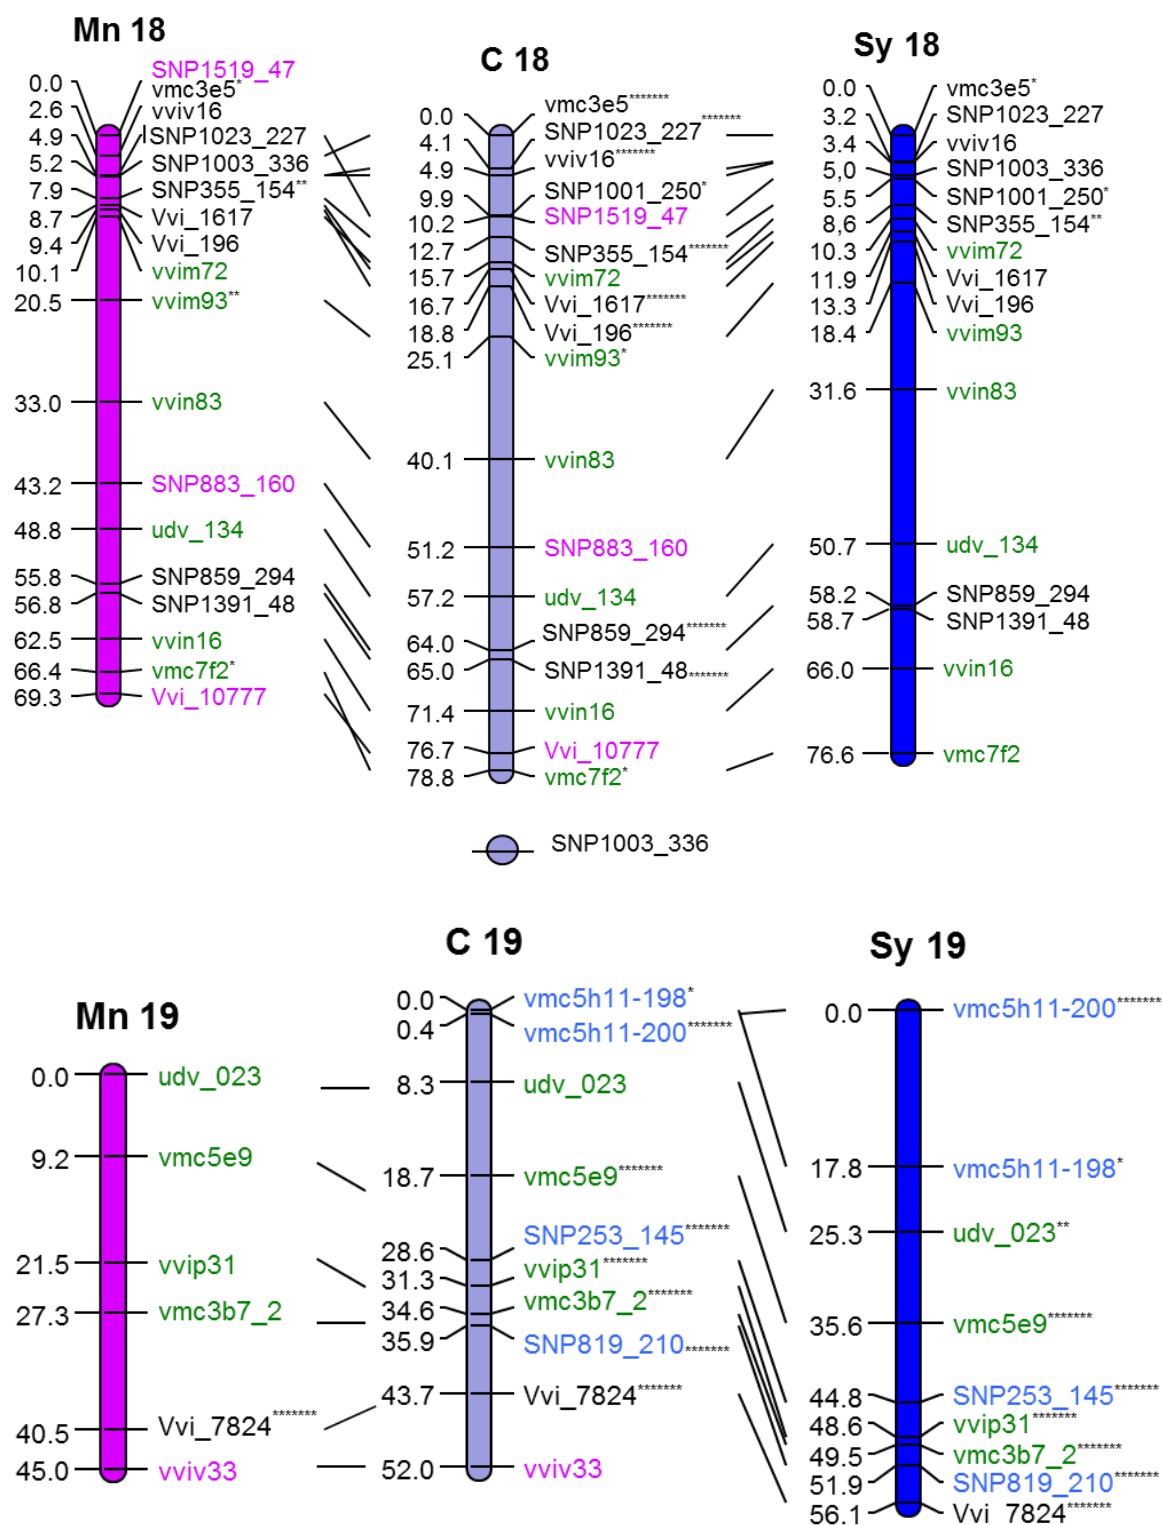 Mn 18
0.0 SNP1519_47
vmc3e5*
2.6 vviv16
4.9 SNP1023_227
5.2 SNP1003_336
7.9 SNP355_154**
8.7 Vvi_1617
9.4 Vvi_196
10.1 vvim72
20.5 vvim93**
33.0 vvin83
43.2 SNP883_160
48.8 udv_134
55.8 SNP859_294
56.8 SNP1391_48
62.5 vvin16
66.4 vmc7f2*
69.3 Vvi_10777
C 18
0.0 vmc3e5*******
4.1 SNP1023_227*******
4.9 vviv16*******
9.9 SNP1001_250*
10.2 SNP1519_47
12.7 SNP355_154*******
15.7 vvim72
16.7 Vvi_1617*******
18.8 Vvi_196*******
25.1 vvim93*
40.1 vvin83
51.2 SNP883_160
57.2 udv_134
64.0 SNP859_294*******
65.0 SNP1391_48*******
71.4 vvin16
76.7 Vvi_10777
78.8 vmc7f2*
SNP1003_336
Sy 18
0.0 vmc3e5*
3.2 SNP1023_227
3.4 vviv16
5,0 SNP1003_336
5.5 SNP1001_250*
8,6 SNP355_154**
10.3 vvim72
11.9 Vvi_1617
13.3 Vvi_196
18.4 vvim93
31.6 vvin83
50.7 udv_134
58.2 SNP859_294
58.7 SNP1391_48
66.0 vvin16
76.6 vmc7f2
Mn 19
0.0 udv_023
9.2 vmc5e9
21.5 vvip31
27.3 vmc3b7_2
40.5 Vvi_7824*******
45.0 vviv33
C 19
0.0 vmc5h11-198*
0.4 vmc5h11-200*******
8.3 udv_023
18.7 vmc5e9*******
28.6 SNP253_145*******
31.3 vvip31*******
34.6 vmc3b7_2*******
35.9 SNP819_210*******
43.7 Vvi_7824*******
52.0 vviv33
Sy 19
0.0 vmc5h11-200*******
17.8 vmc5h11-198*
25.3 udv_023**
35.6 vmc5e9*******
44.8 SNP253_145*******
48.6 vvip31*******
49.5 vmc3b7_2*******
51.9 SNP819_210*******
56.1 Vvi_7824*******